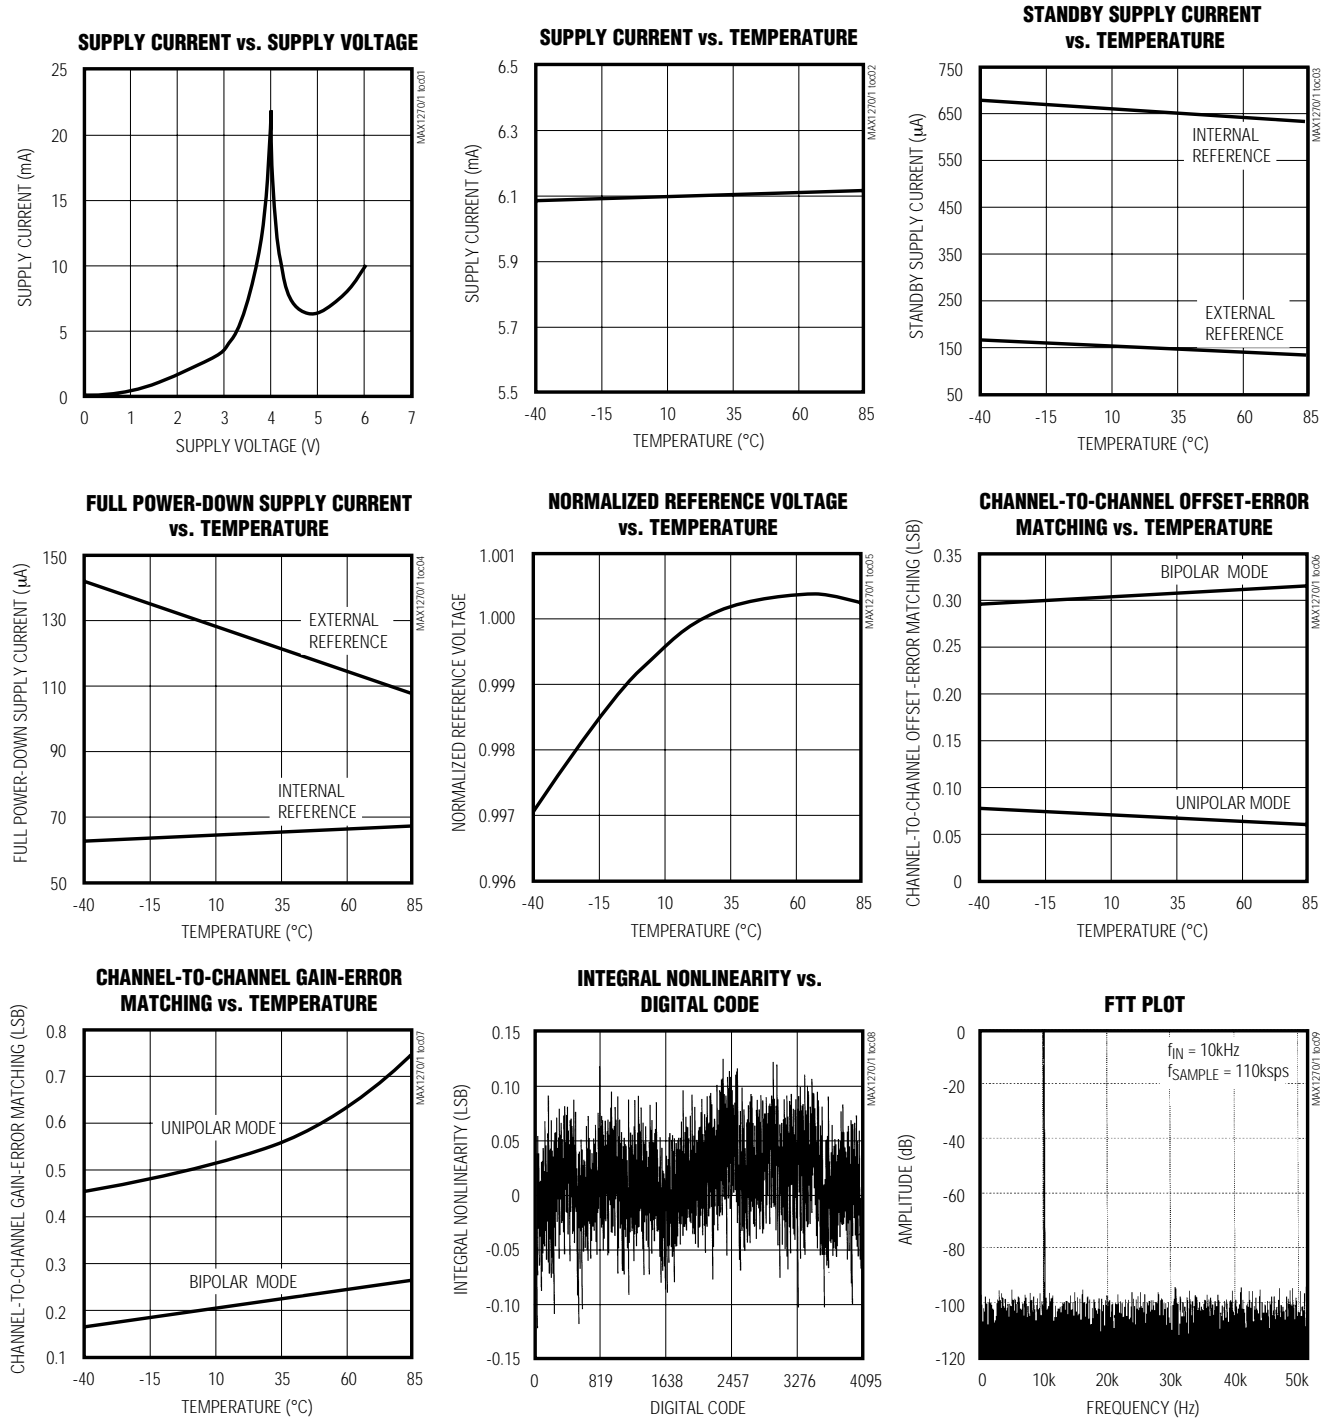 SUPPLY CURRENT vs. SUPPLY VOLTAGE
MAX1270/1 toc01
SUPPLY CURRENT (mA)
25
20
15
10
5
0
0 1 2 3 4 5 6 7
SUPPLY VOLTAGE (V)
SUPPLY CURRENT vs. TEMPERATURE
MAX1270/1 toc02
SUPPLY CURRENT (mA)
6.5
6.3
6.1
5.9
5.7
5.5
-40 -15 10 35 60 85
TEMPERATURE (°C)
STANDBY SUPPLY CURRENT
vs. TEMPERATURE
MAX1270/1 toc03
STANDBY SUPPLY CURRENT (μA)
750
650
550
450
350
250
150
50
INTERNAL
REFERENCE
EXTERNAL
REFERENCE
-40 -15 10 35 60 85
TEMPERATURE (°C)
FULL POWER-DOWN SUPPLY CURRENT
vs. TEMPERATURE
MAX1270/1 toc04
FULL POWER-DOWN SUPPLY CURRENT (μA)
150
130
110
90
70
50
EXTERNAL
REFERENCE
INTERNAL
REFERENCE
-40 -15 10 35 60 85
TEMPERATURE (°C)
NORMALIZED REFERENCE VOLTAGE
vs. TEMPERATURE
MAX1270/1 toc05
NORMALIZED REFERENCE VOLTAGE
1.001
1.000
0.999
0.998
0.997
0.996
-40 -15 10 35 60 85
TEMPERATURE (°C)
CHANNEL-TO-CHANNEL OFFSET-ERROR
MATCHING vs. TEMPERATURE
MAX1270/1 toc06
CHANNEL-TO-CHANNEL OFFSET-ERROR MATCHING (LSB)
0.35
0.30
0.25
0.20
0.15
0.10
0.05
0
BIPOLAR MODE
UNIPOLAR MODE
-40 -15 10 35 60 85
TEMPERATURE (°C)
CHANNEL-TO-CHANNEL GAIN-ERROR
MATCHING vs. TEMPERATURE
MAX1270/1 toc07
CHANNEL-TO-CHANNEL GAIN-ERROR MATCHING (LSB)
0.8
0.7
0.6
0.5
0.4
0.3
0.2
0.1
UNIPOLAR MODE
BIPOLAR MODE
-40 -15 10 35 60 85
TEMPERATURE (°C)
INTEGRAL NONLINEARITY vs.
DIGITAL CODE
MAX1270/1 toc08
INTEGRAL NONLINEARITY (LSB)
0.15
0.10
0.05
0
-0.05
-0.10
-0.15
0 819 1638 2457 3276 4095
DIGITAL CODE
FTT PLOT
MAX1270/1 toc09
AMPLITUDE (dB)
0
-20
-40
-60
-80
-100
-120
fIN = 10kHz
fSAMPLE = 110ksps
0 10k 20k 30k 40k 50k
FREQUENCY (Hz)